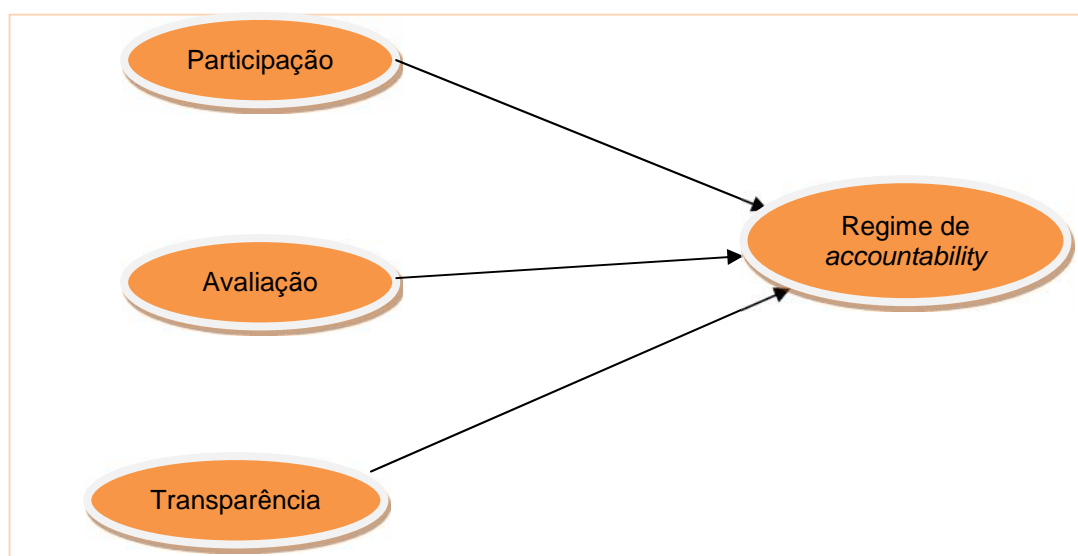 Participação
Avaliação
Transparência
Regime de
accountability